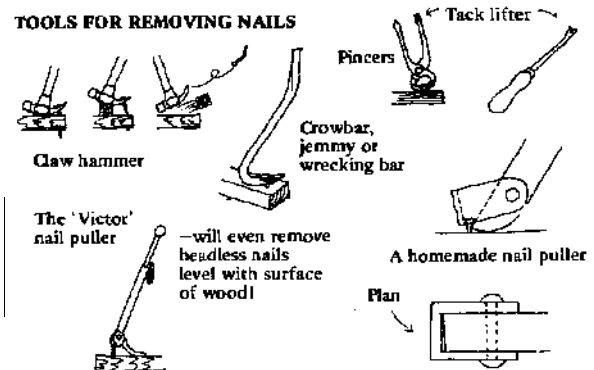 TOOLS FOR REMOVING NAILS
Tack lifter
Pincers
Claw hammer
Crowbar,
jemmy or
wrecking bar
The 'Victor'
nail puller
—will even remove
headless nails
level with surface
of wood!
A homemade nail puller
Plan